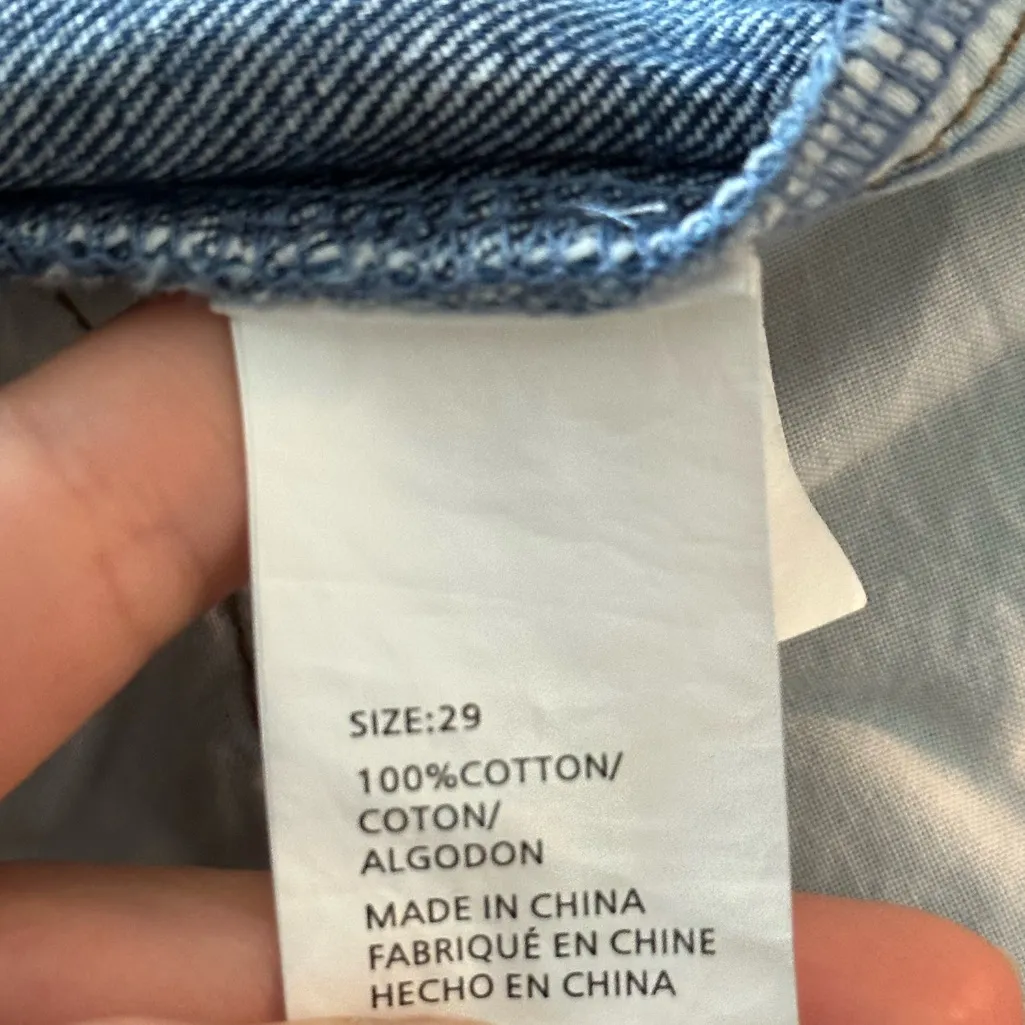 SIZE:29
100%COTTON/
COTON/
ALGODON
MADE IN CHINA
FABRIQUÉ EN CHINE
HECHO EN CHINA